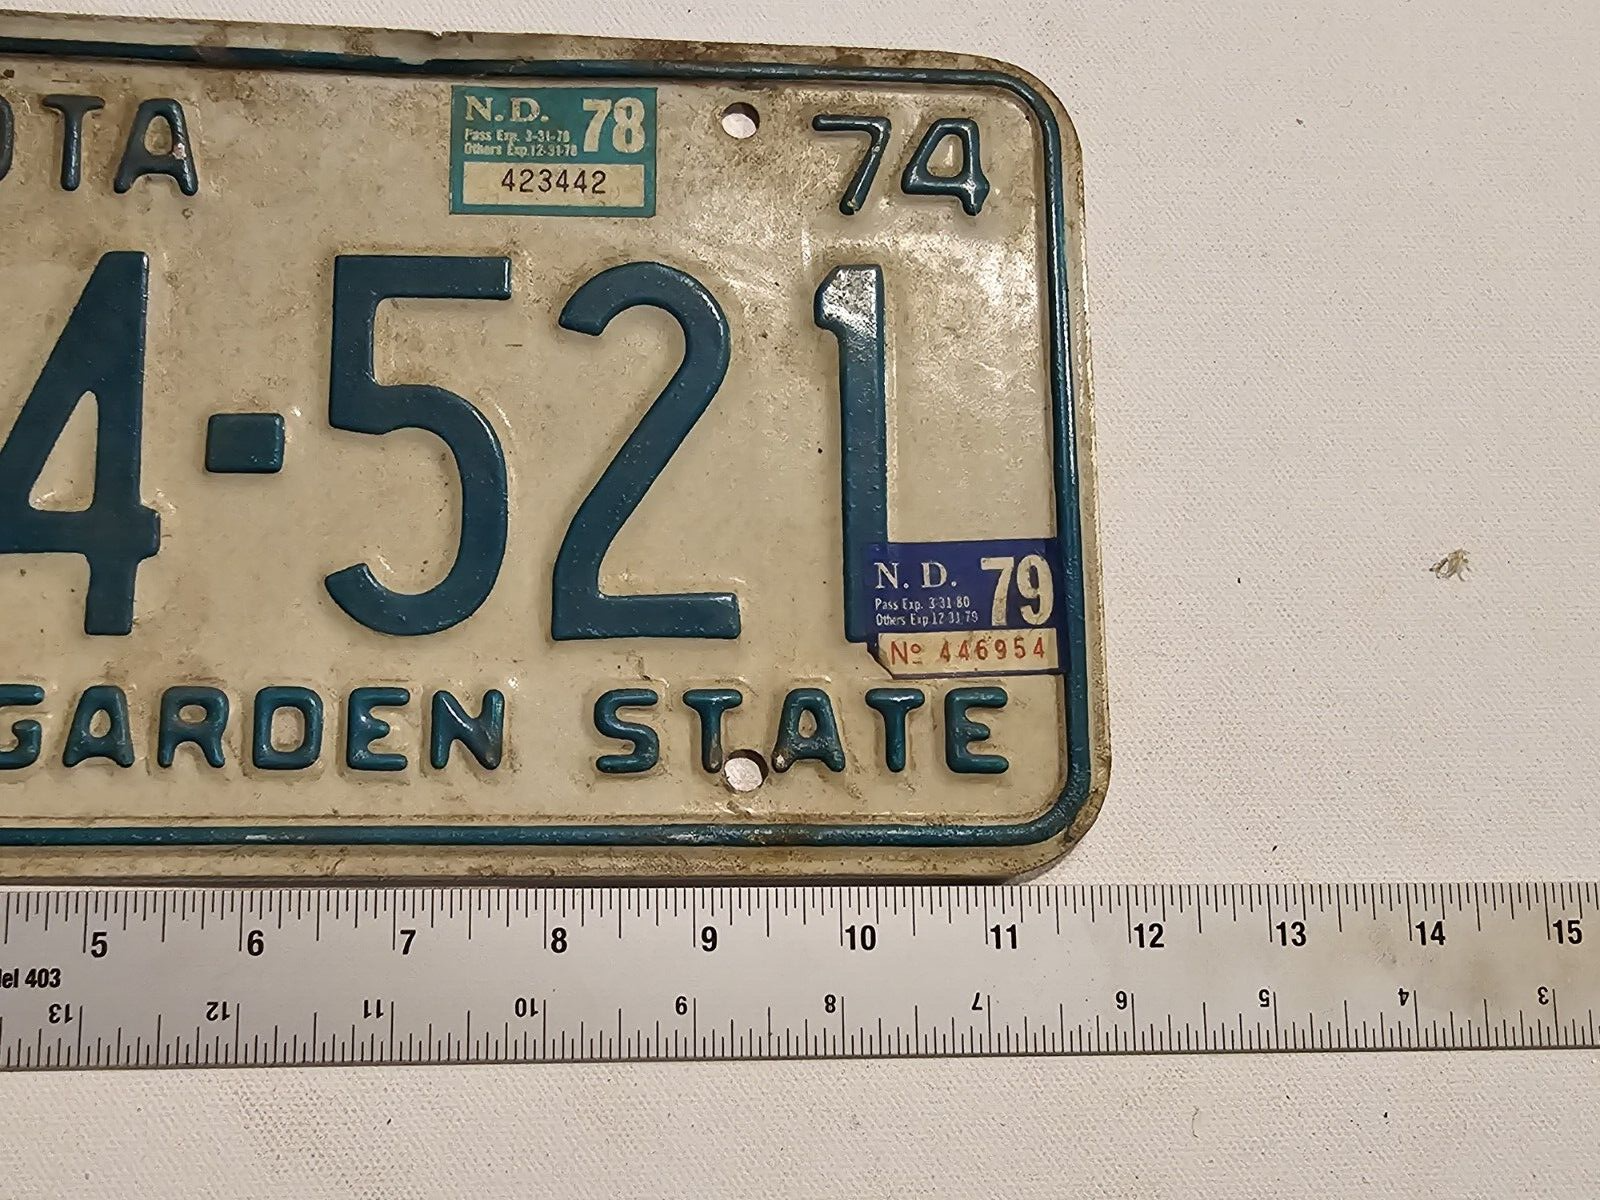 OTA
N.D. 78
Pass Exp. 3-31-79
Others Exp.12-31-78
423442
74
4-521
N. D. 79
Pass Exp. 3-31-80
Others Exp 12-31-79
Nº 446954
GARDEN STATE
5 6 7 8 9 10 11 12 13 14 15
del 403
13 12 11 10 9 8 7 6 5 4 3